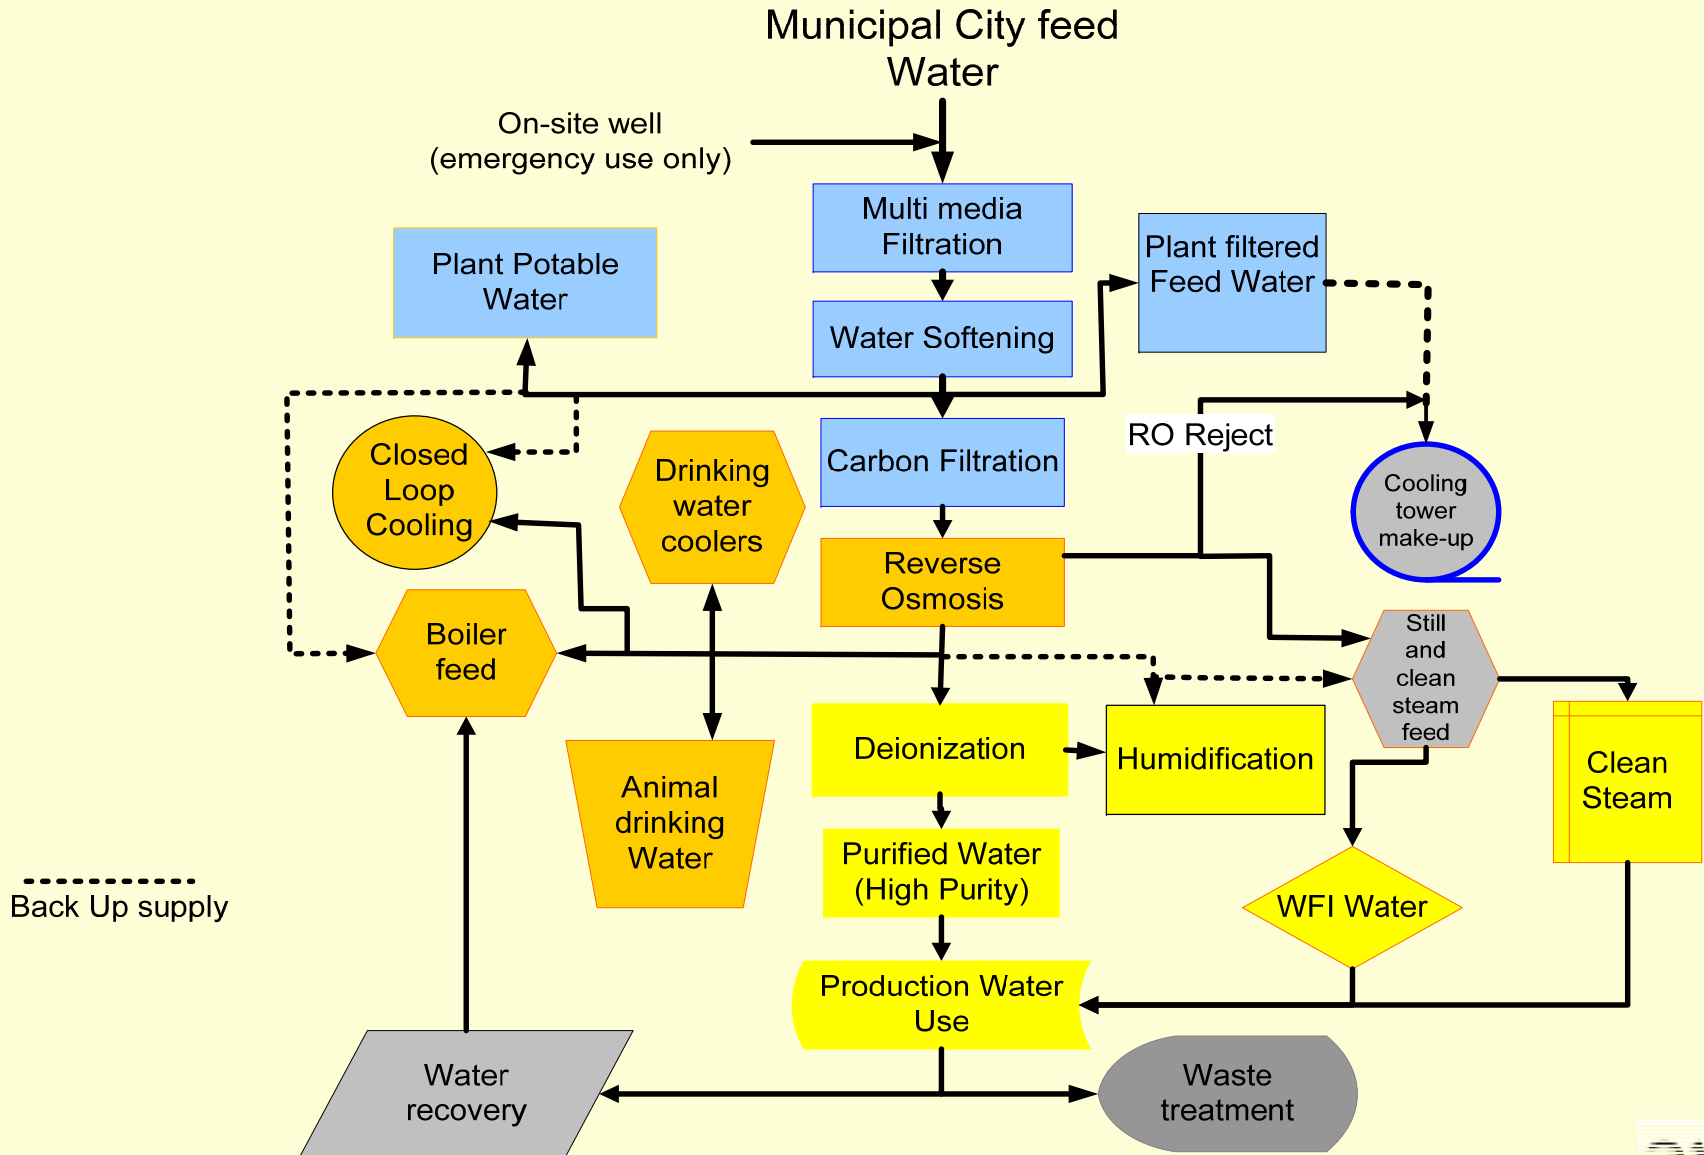 Municipal City feed
Water
On-site well
(emergency use only)
Multi media
Filtration
Plant filtered
Feed Water
Plant Potable
Water
Water Softening
RO Reject
Closed
Loop
Cooling
Drinking
water
coolers
Carbon Filtration
Cooling
tower
make-up
Reverse
Osmosis
Boiler
feed
Still
and
clean
steam
feed
Deionization
Humidification
Clean
Steam
Animal
drinking
Water
Purified Water
(High Purity)
WFI Water
Back Up supply
Production Water
Use
Water
recovery
Waste
treatment